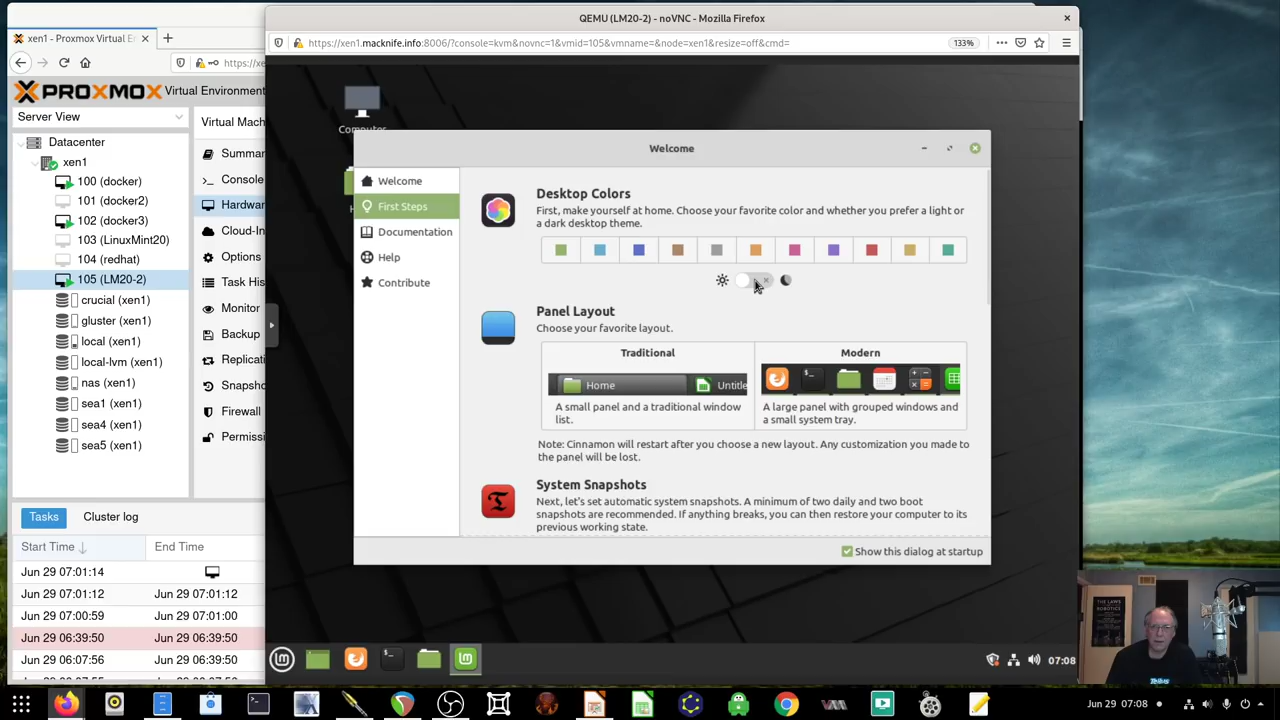 QEMU (LM20-2) - noVNC - Mozilla Firefox
xen1 - Proxmox Virtual E
https://xen1.macknife.info:8006/?console=kvm&novnc=1&vmid=105&vmname=&node=xen1&resize=off&cmd=
133%
https://xe
PROXMOX Virtual Environment
Server View
Datacenter
xen1
100 (docker)
101 (docker2)
102 (docker3)
103 (LinuxMint20)
104 (redhat)
105 (LM20-2)
crucial (xen1)
gluster (xen1)
local (xen1)
local-lvm (xen1)
nas (xen1)
sea1 (xen1)
sea4 (xen1)
sea5 (xen1)
Virtual Mach
Summar
Console
Hardwar
Cloud-In
Options
Task His
Monitor
Backup
Replicati
Snapsho
Firewall
Permissi
Computer
Welcome
Welcome
First Steps
Documentation
Help
Contribute
Desktop Colors
First, make yourself at home. Choose your favorite color and whether you prefer a light or
a dark desktop theme.
Panel Layout
Choose your favorite layout.
Traditional
Home
Untitle
A small panel and a traditional window
list.
Modern
A large panel with grouped windows and
a small system tray.
Note: Cinnamon will restart after you choose a new layout. Any customization you made to
the panel will be lost.
System Snapshots
Next, let's set automatic system snapshots. A minimum of two daily and two boot
snapshots are recommended. If anything breaks, you can then restore your computer to its
previous working state.
Show this dialog at startup
07:08
Tasks
Cluster log
Start Time
End Time
Jun 29 07:01:14
Jun 29 07:01:12
Jun 29 07:01:12
Jun 29 07:00:59
Jun 29 07:01:00
Jun 29 06:39:50
Jun 29 06:39:50
Jun 29 06:07:56
Jun 29 06:39:50
THE LAWS
ROBOTICS
Jun 29, 07:08